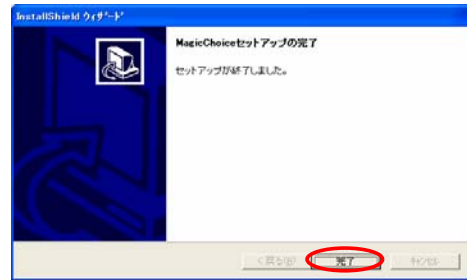 InstallShield ウィザード
MagicChoiceセットアップの完了
セットアップが終了しました。
< 戻る(B)
完了
キャンセル